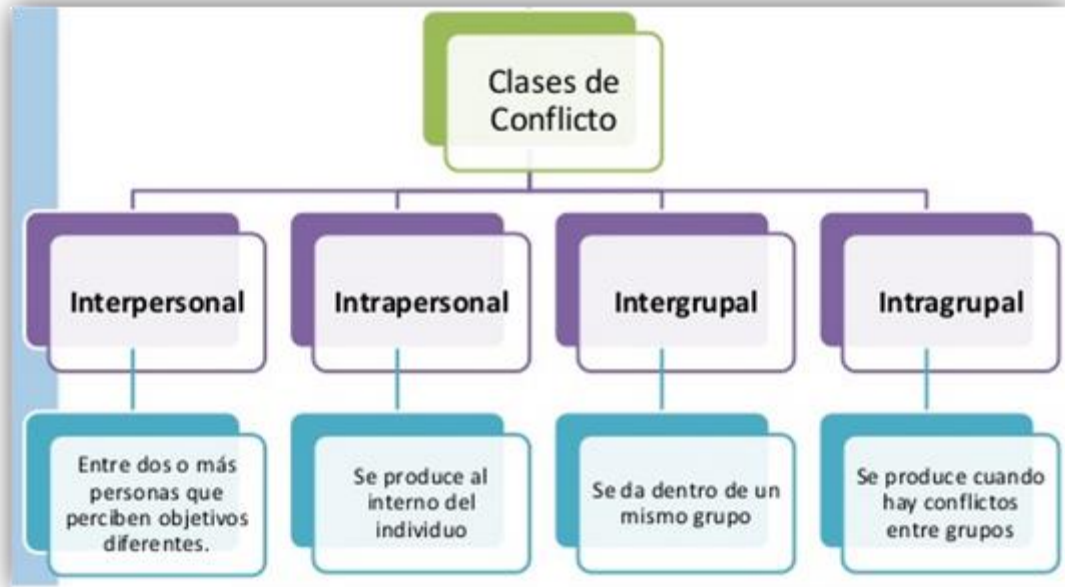 Clases de
Conflicto
Interpersonal
Intrapersonal
Intergrupal
Intragrupal
Entre dos o más
personas que
perciben objetivos
diferentes.
Se produce al
interno del
individuo
Se da dentro de un
mismo grupo
Se produce cuando
hay conflictos
entre grupos